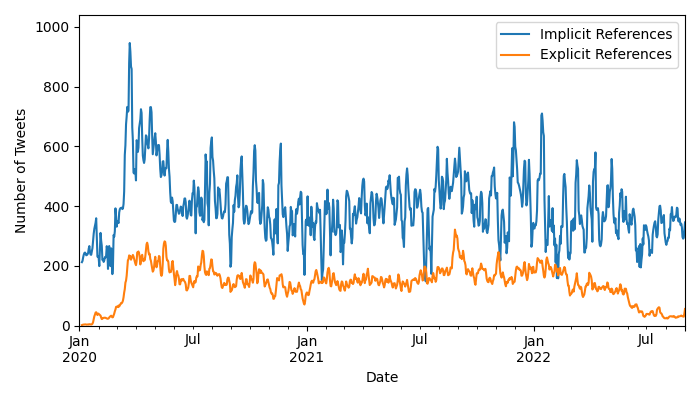 Implicit References
Explicit References
Number of Tweets
1000
800
600
400
200
0
Jan Jul Jan Jul Jan Jul
2020 2021 2022
Date